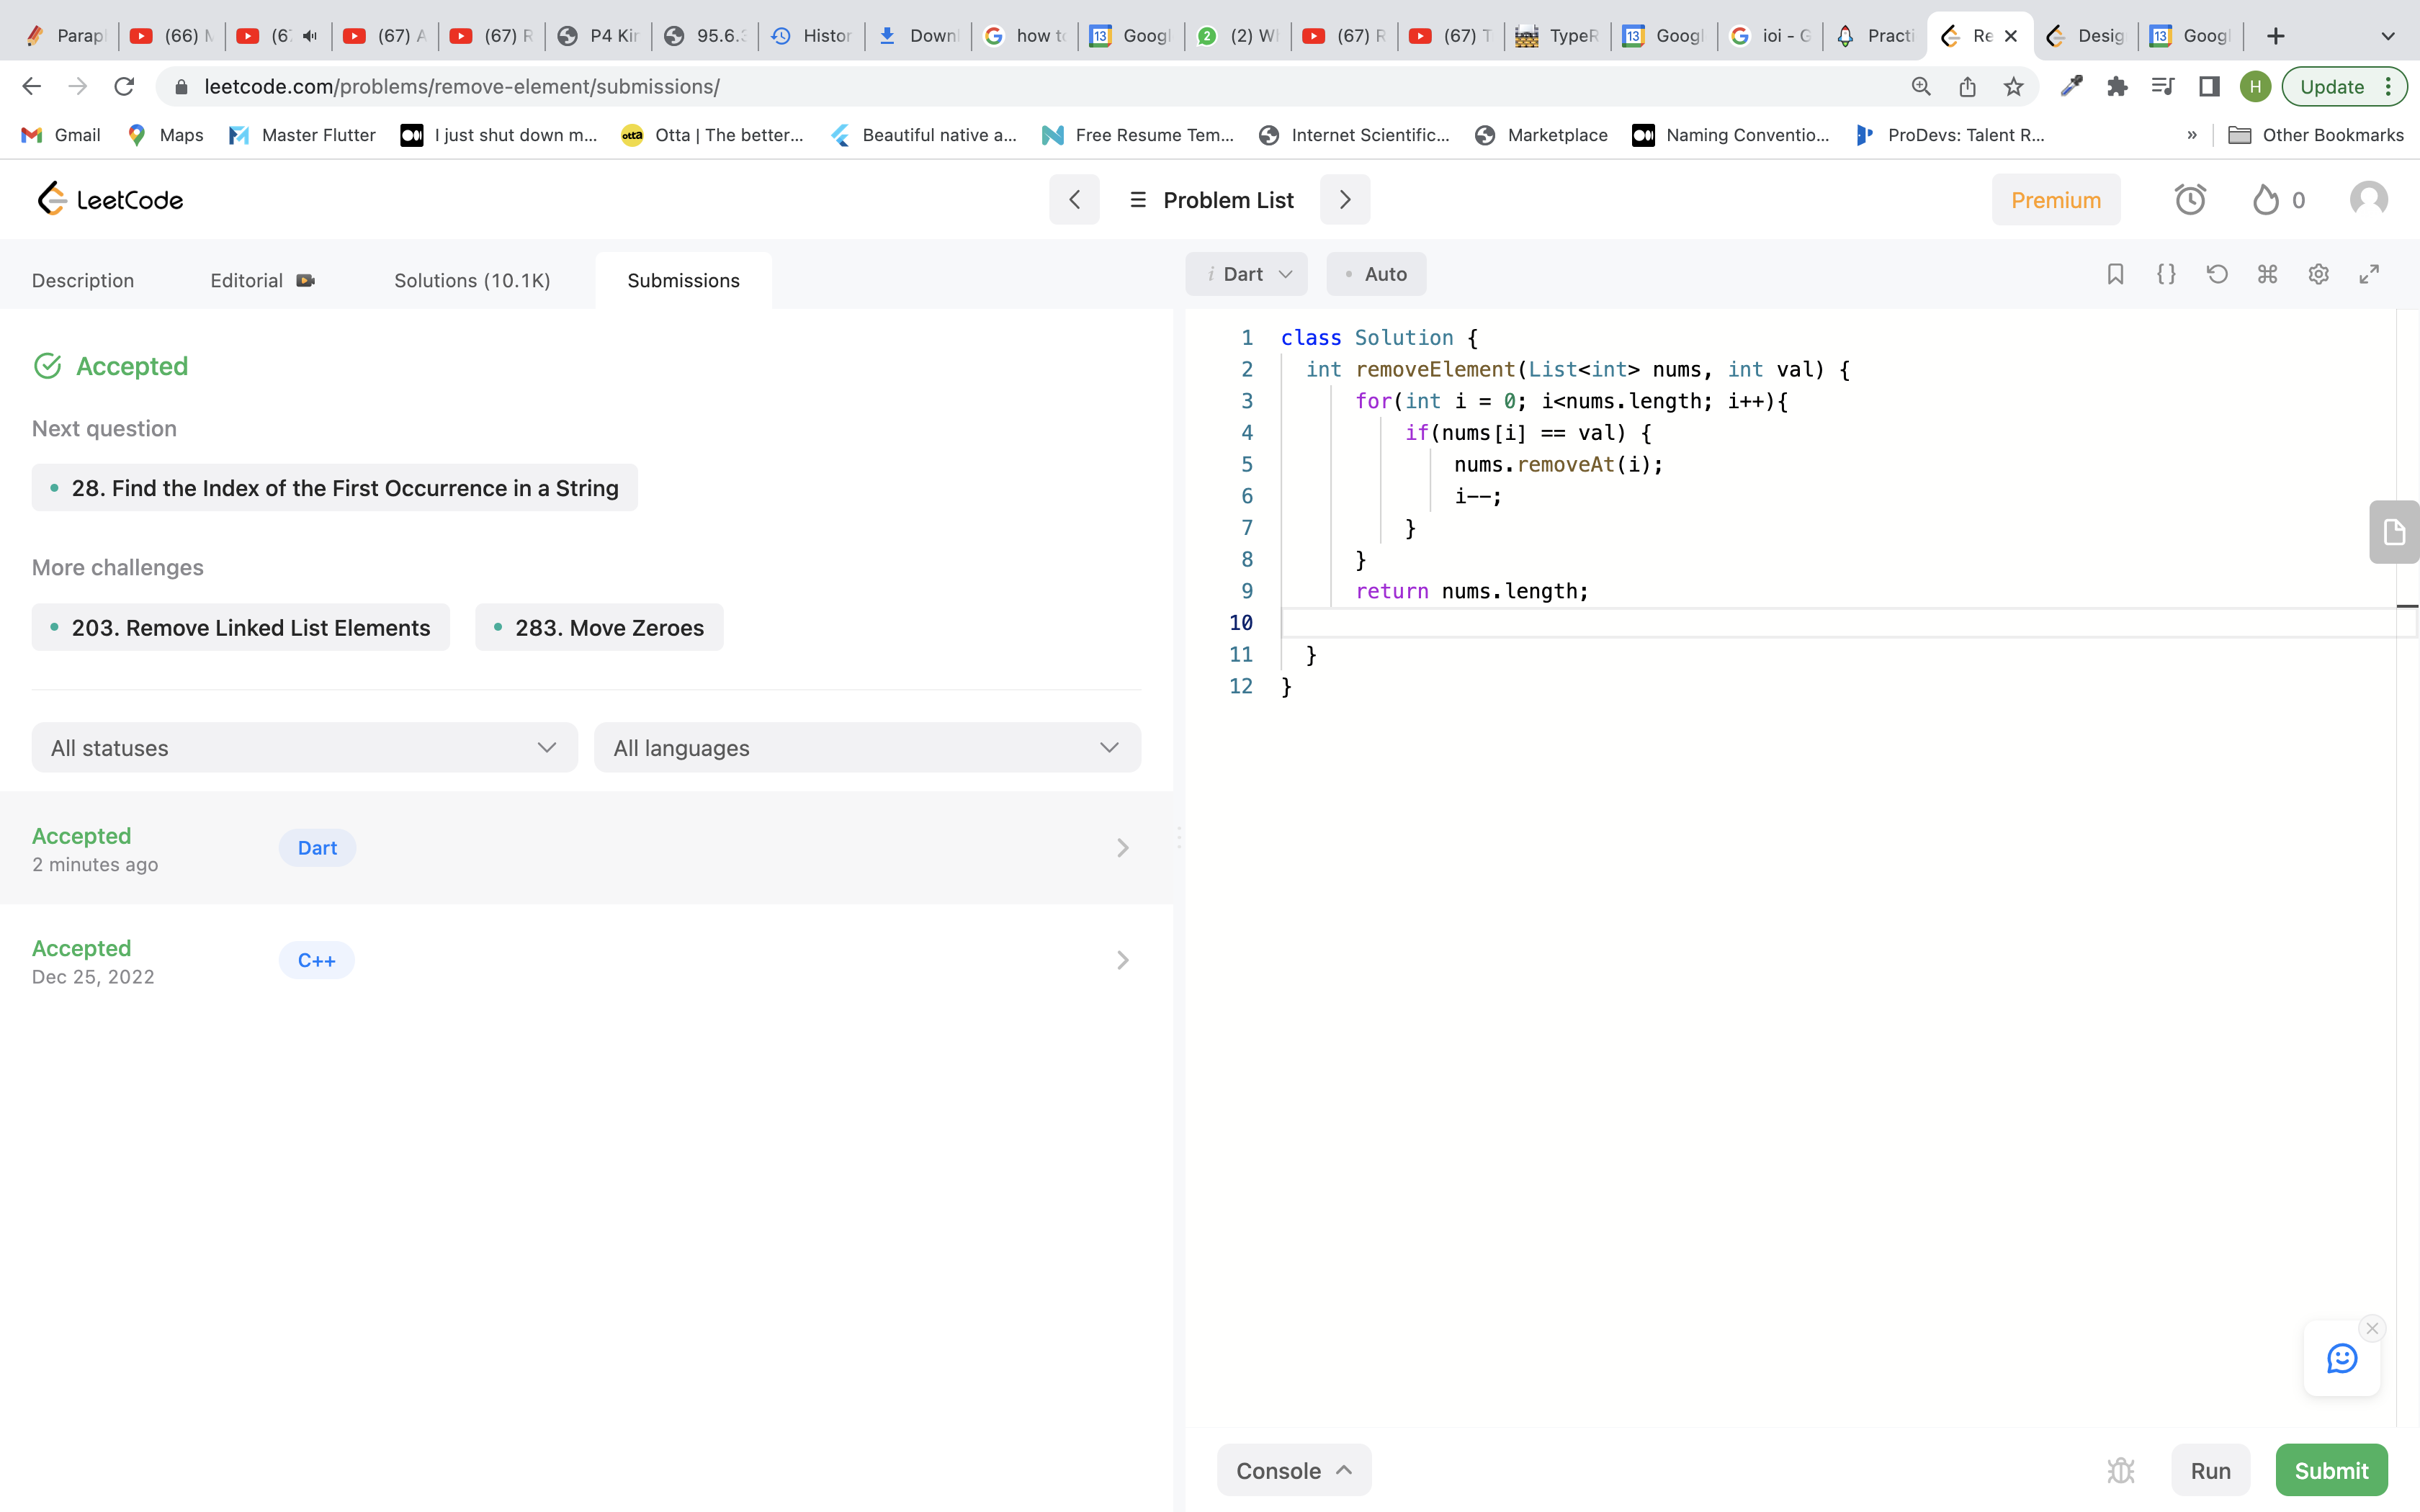 Parap (66) M (6 (67) A (67) R P4 Kir 95.6.3 Histor Down how to Googl (2) W (67) R (67) T TypeR Googl ioi - G Practi Re Desig Googl
leetcode.com/problems/remove-element/submissions/ H Update
Gmail Maps Master Flutter I just shut down m... otta Otta | The better... Beautiful native a... Free Resume Tem... Internet Scientific... Marketplace Naming Conventio... ProDevs: Talent R... » Other Bookmarks
LeetCode Problem List Premium 0
Description Editorial Solutions (10.1K) Submissions
i Dart • Auto {}
Accepted
Next question
• 28. Find the Index of the First Occurrence in a String
More challenges
• 203. Remove Linked List Elements • 283. Move Zeroes
All statuses All languages
Accepted Dart
2 minutes ago
Accepted C++
Dec 25, 2022
1 class Solution {
2 int removeElement(List<int> nums, int val) {
3 for(int i = 0; i<nums.length; i++){
4 if(nums[i] == val) {
5 nums.removeAt(i);
6 i--;
7 }
8 }
9 return nums.length;
10
11 }
12 }
Console Run Submit